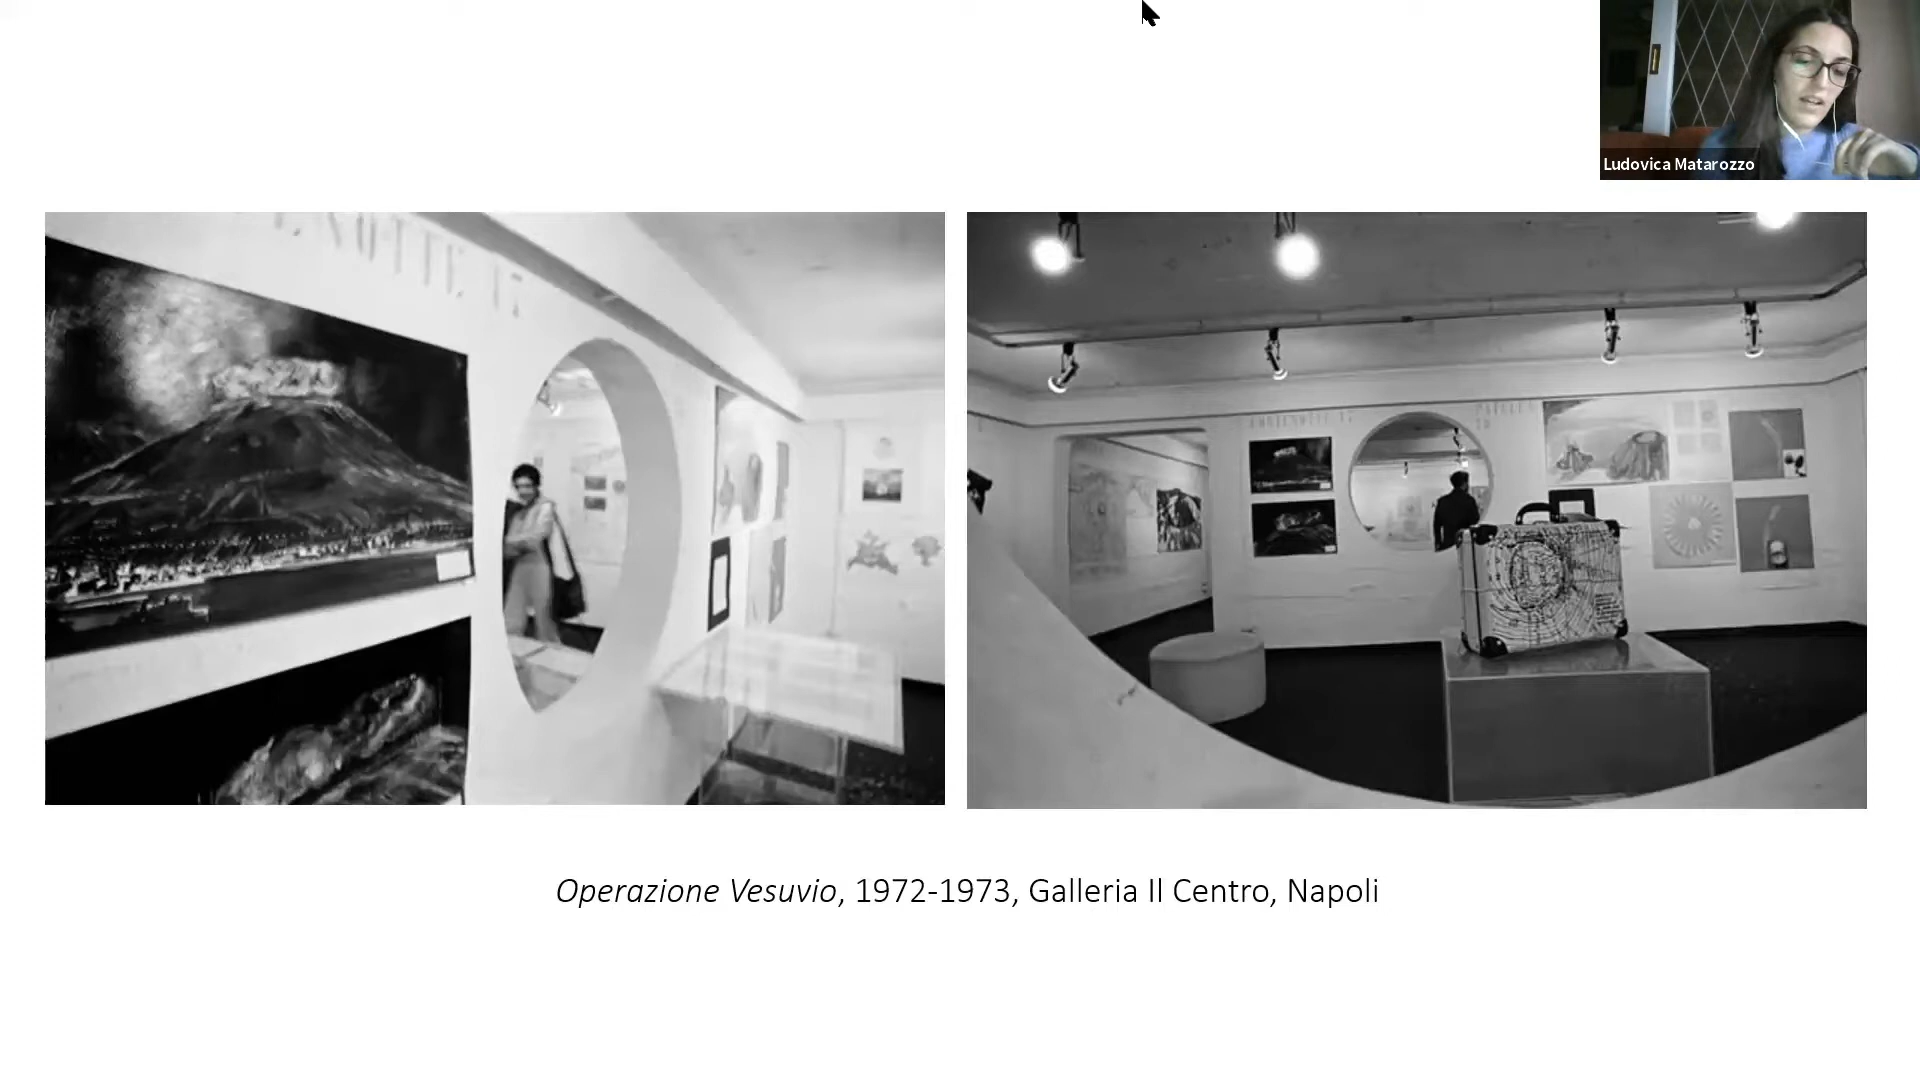 Ludovica Matarozzo
Operazione Vesuvio, 1972-1973, Galleria Il Centro, Napoli